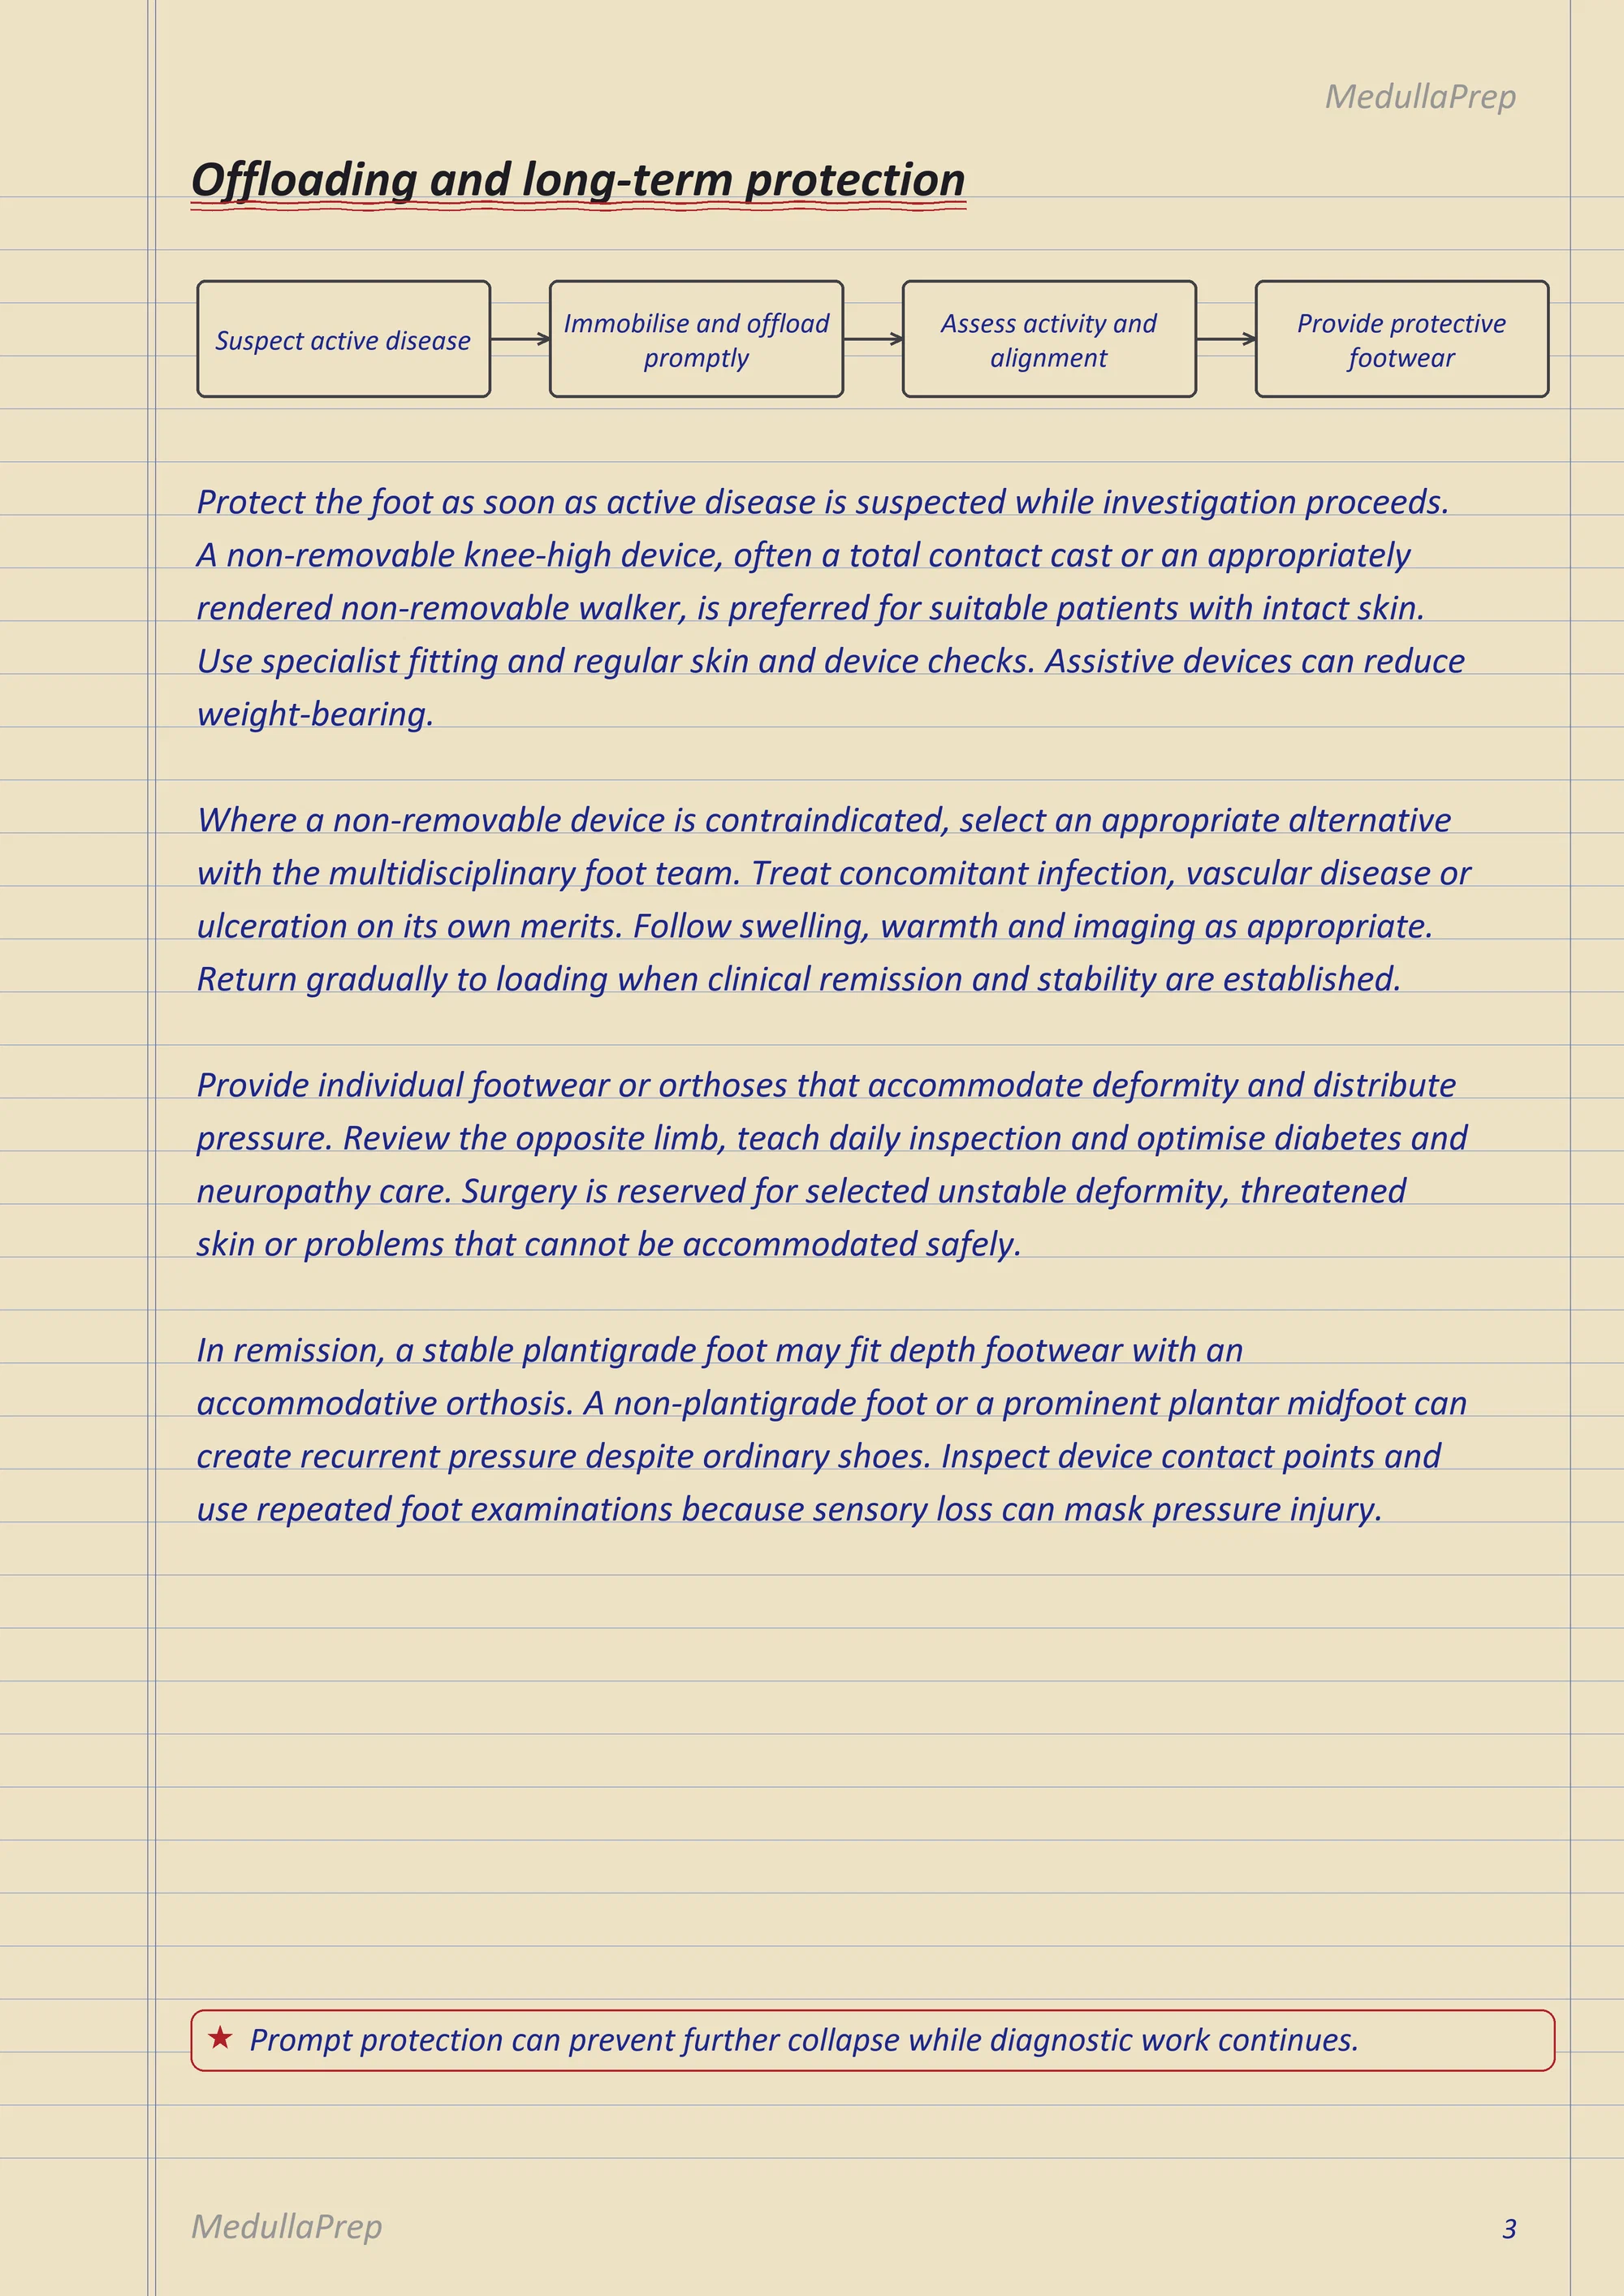 MedullaPrep
Offloading and long-term protection
Suspect active disease
Immobilise and offload
promptly
Assess activity and
alignment
Provide protective
footwear
Protect the foot as soon as active disease is suspected while investigation proceeds.
A non-removable knee-high device, often a total contact cast or an appropriately
rendered non-removable walker, is preferred for suitable patients with intact skin.
Use specialist fitting and regular skin and device checks. Assistive devices can reduce
weight-bearing.
Where a non-removable device is contraindicated, select an appropriate alternative
with the multidisciplinary foot team. Treat concomitant infection, vascular disease or
ulceration on its own merits. Follow swelling, warmth and imaging as appropriate.
Return gradually to loading when clinical remission and stability are established.
Provide individual footwear or orthoses that accommodate deformity and distribute
pressure. Review the opposite limb, teach daily inspection and optimise diabetes and
neuropathy care. Surgery is reserved for selected unstable deformity, threatened
skin or problems that cannot be accommodated safely.
In remission, a stable plantigrade foot may fit depth footwear with an
accommodative orthosis. A non-plantigrade foot or a prominent plantar midfoot can
create recurrent pressure despite ordinary shoes. Inspect device contact points and
use repeated foot examinations because sensory loss can mask pressure injury.
★ Prompt protection can prevent further collapse while diagnostic work continues.
MedullaPrep
3